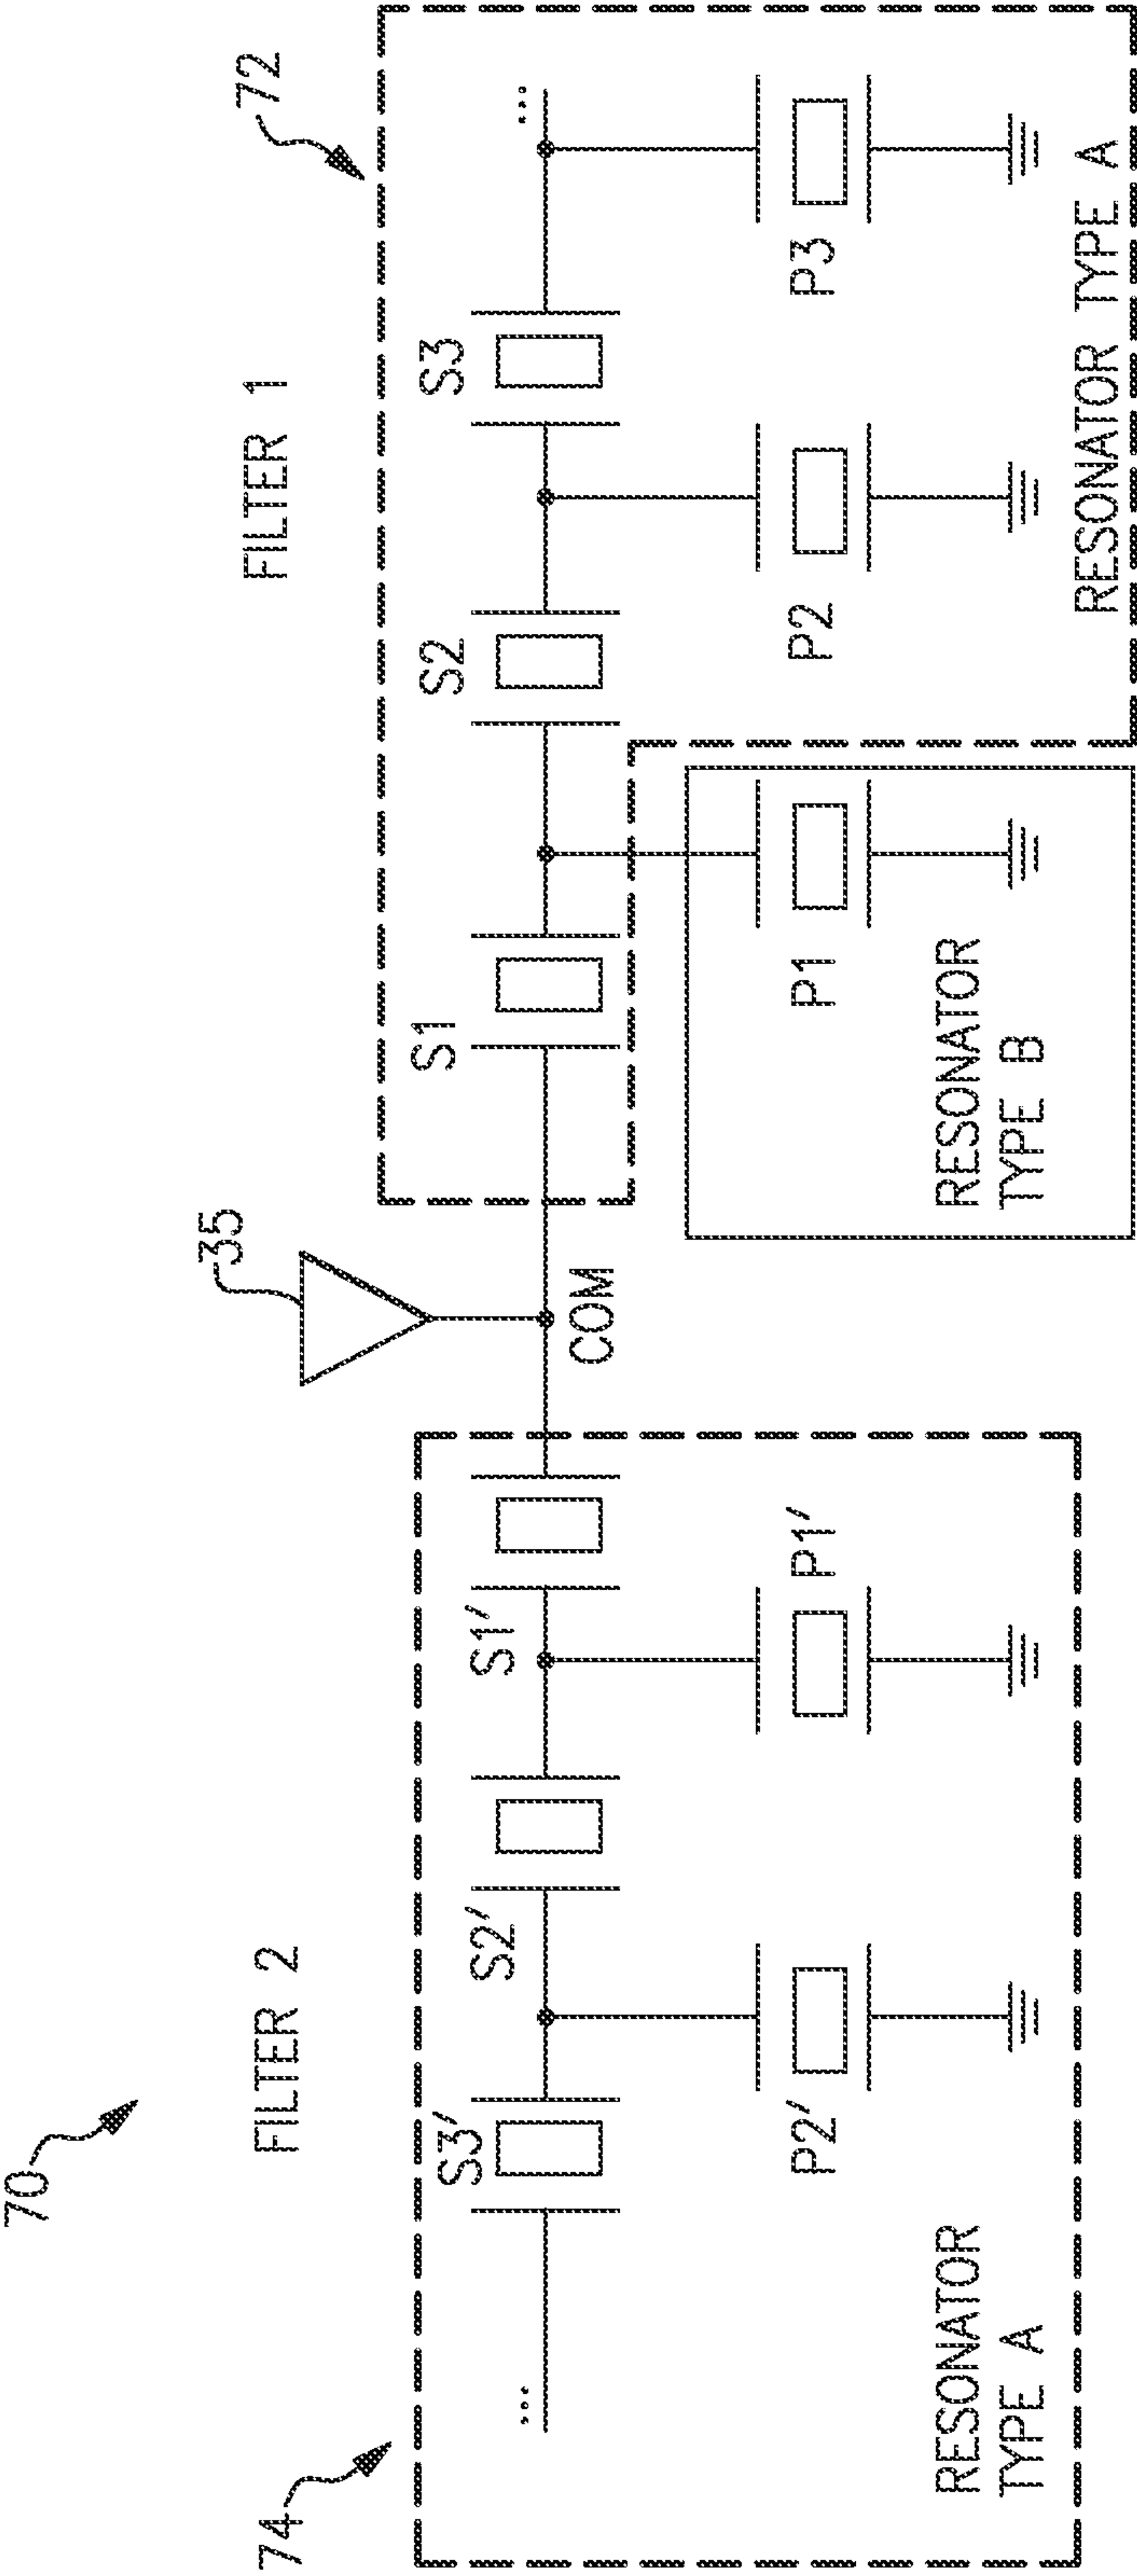 70
FILTER 2
FILTER 1
35
72
74
S3′
S2′
S1′
S1
S2
S3
...
...
COM
P2′
P1′
P1
P2
P3
RESONATOR
TYPE A
RESONATOR
TYPE B
RESONATOR TYPE A